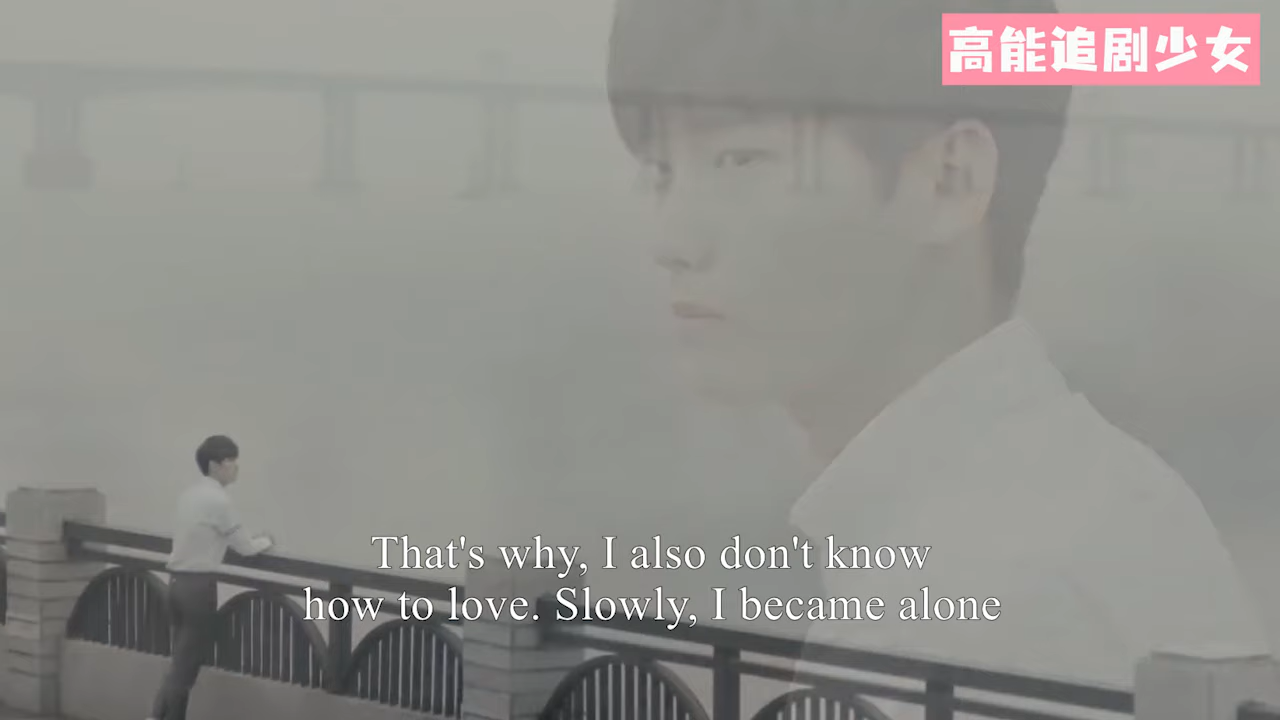 高能追剧少女
That's why, I also don't know
how to love. Slowly, I became alone